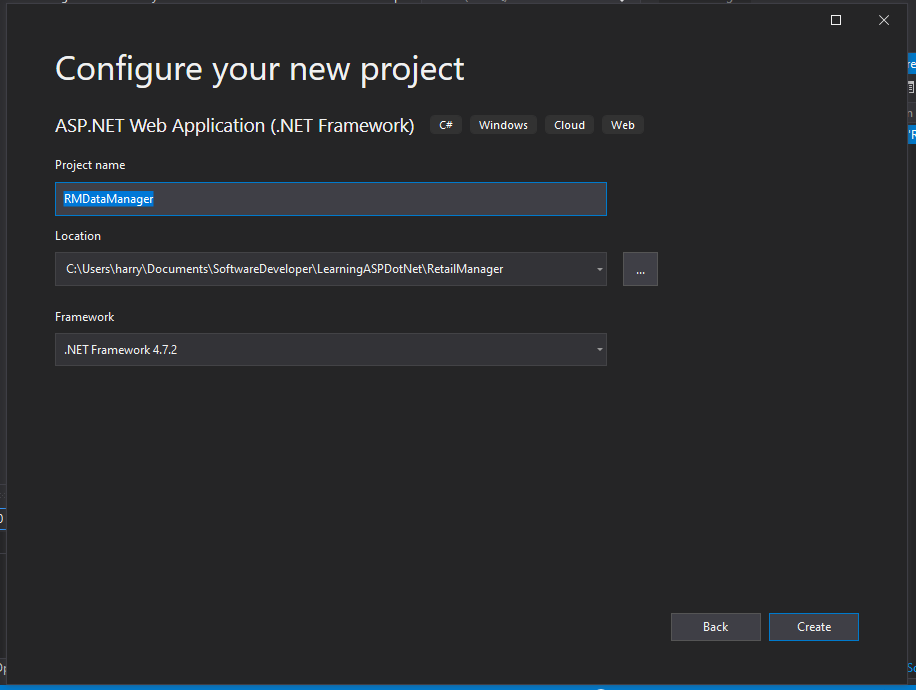 Configure your new project
ASP.NET Web Application (.NET Framework) C# Windows Cloud Web
Project name
RMDataManager
Location
C:\Users\harry\Documents\SoftwareDeveloper\LearningASPDotNet\RetailManager
...
Framework
.NET Framework 4.7.2
Back Create